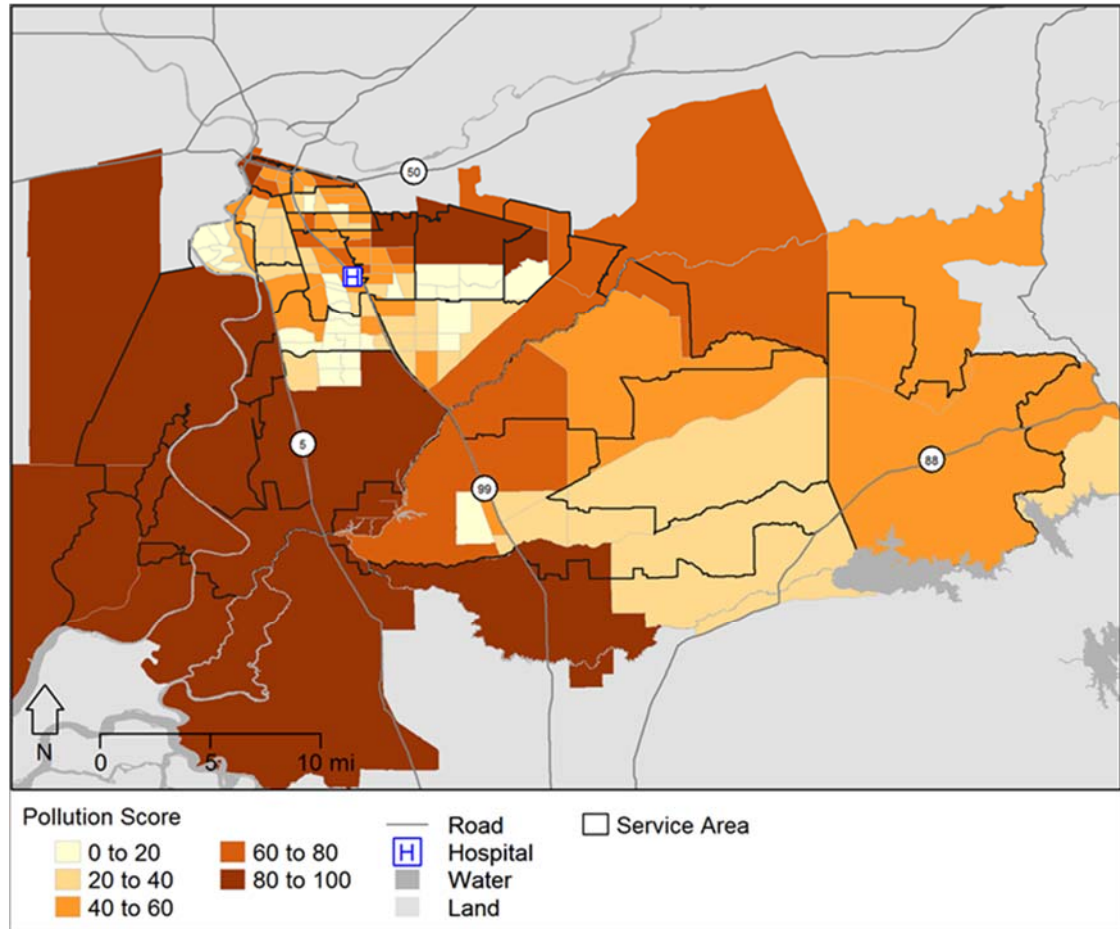 50
H
5
88
99
N
0 5 10 mi
Pollution Score
0 to 20
20 to 40
40 to 60
60 to 80
80 to 100
Road
H Hospital
Water
Land
Service Area